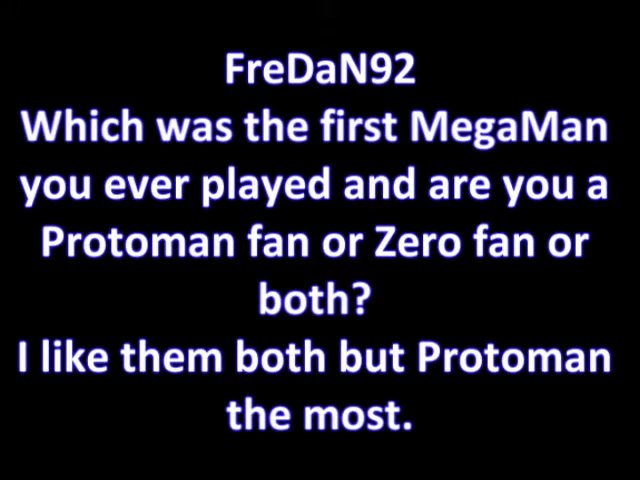 FreDaN92
Which was the first MegaMan
you ever played and are you a
Protoman fan or Zero fan or
both?
I like them both but Protoman
the most.